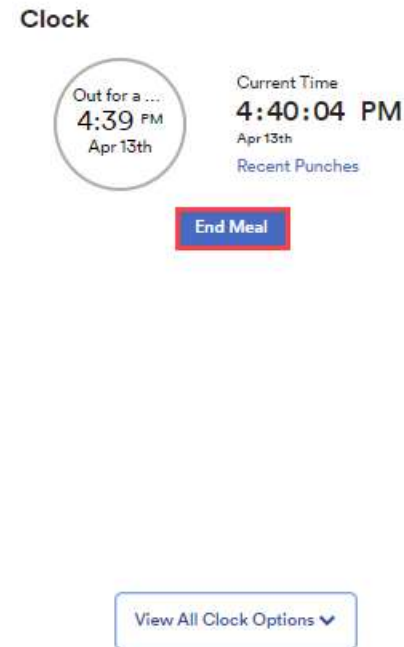 Clock
Out for a ...
4:39 PM
Apr 13th
Current Time
4:40:04 PM
Apr 13th
Recent Punches
End Meal
View All Clock Options